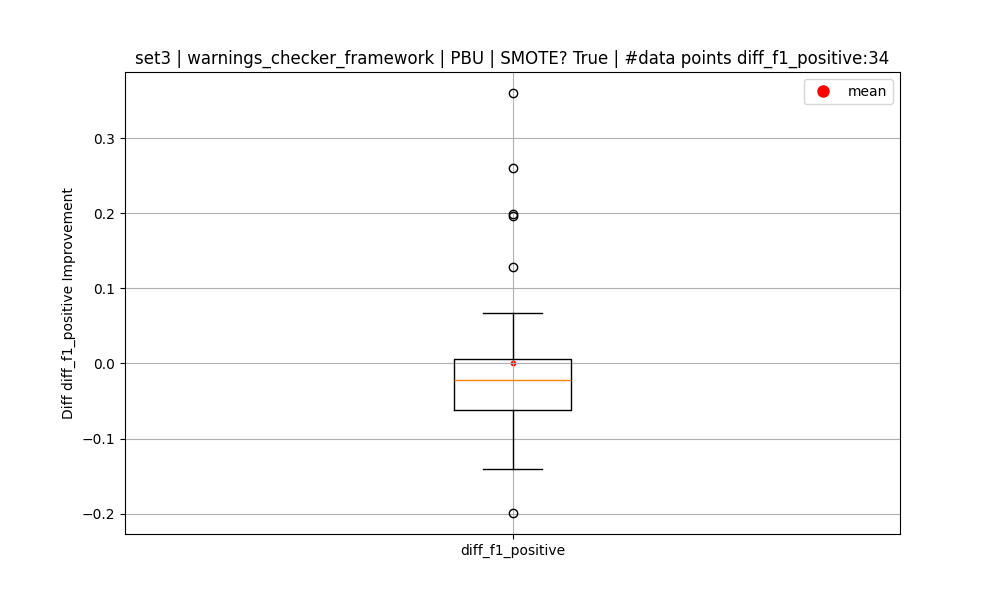 set3 | warnings_checker_framework | PBU | SMOTE? True | #data points diff_f1_positive:34
mean
0.3
0.2
0.1
0.0
−0.1
−0.2
Diff diff_f1_positive Improvement
diff_f1_positive